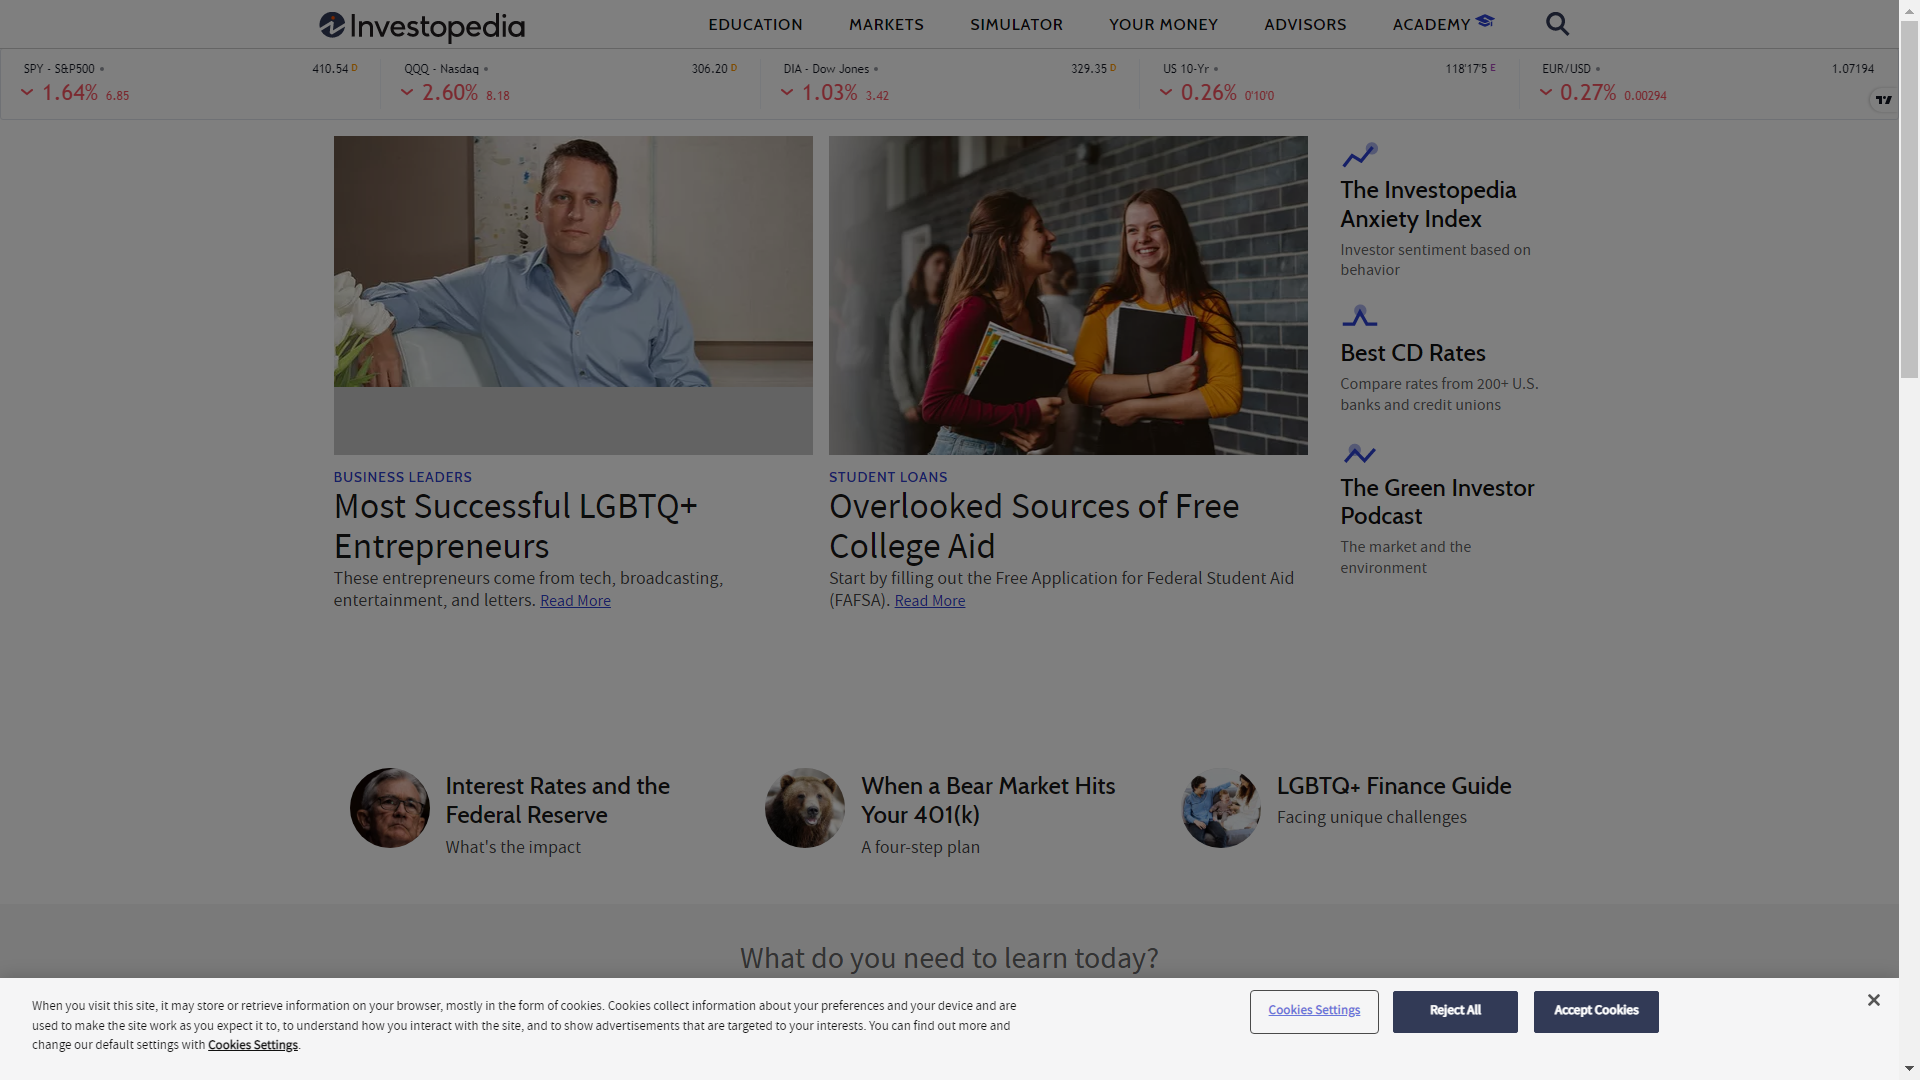 Investopedia
EDUCATION
MARKETS
SIMULATOR
YOUR MONEY
ADVISORS
ACADEMY
SPY - S&P500
410.54 D
1.64% 6.85
QQQ - Nasdaq
306.20 D
2.60% 8.18
DIA - Dow Jones
329.35 D
1.03% 3.42
US 10-Yr
118'17'5 E
0.26% 0'10'0
EUR/USD
1.07194
0.27% 0.00294
BUSINESS LEADERS
Most Successful LGBTQ+
Entrepreneurs
These entrepreneurs come from tech, broadcasting,
entertainment, and letters. Read More
STUDENT LOANS
Overlooked Sources of Free
College Aid
Start by filling out the Free Application for Federal Student Aid
(FAFSA). Read More
The Investopedia
Anxiety Index
Investor sentiment based on
behavior
Best CD Rates
Compare rates from 200+ U.S.
banks and credit unions
The Green Investor
Podcast
The market and the
environment
Interest Rates and the
Federal Reserve
What's the impact
When a Bear Market Hits
Your 401(k)
A four-step plan
LGBTQ+ Finance Guide
Facing unique challenges
What do you need to learn today?
When you visit this site, it may store or retrieve information on your browser, mostly in the form of cookies. Cookies collect information about your preferences and your device and are
used to make the site work as you expect it to, to understand how you interact with the site, and to show advertisements that are targeted to your interests. You can find out more and
change our default settings with Cookies Settings.
Cookies Settings
Reject All
Accept Cookies